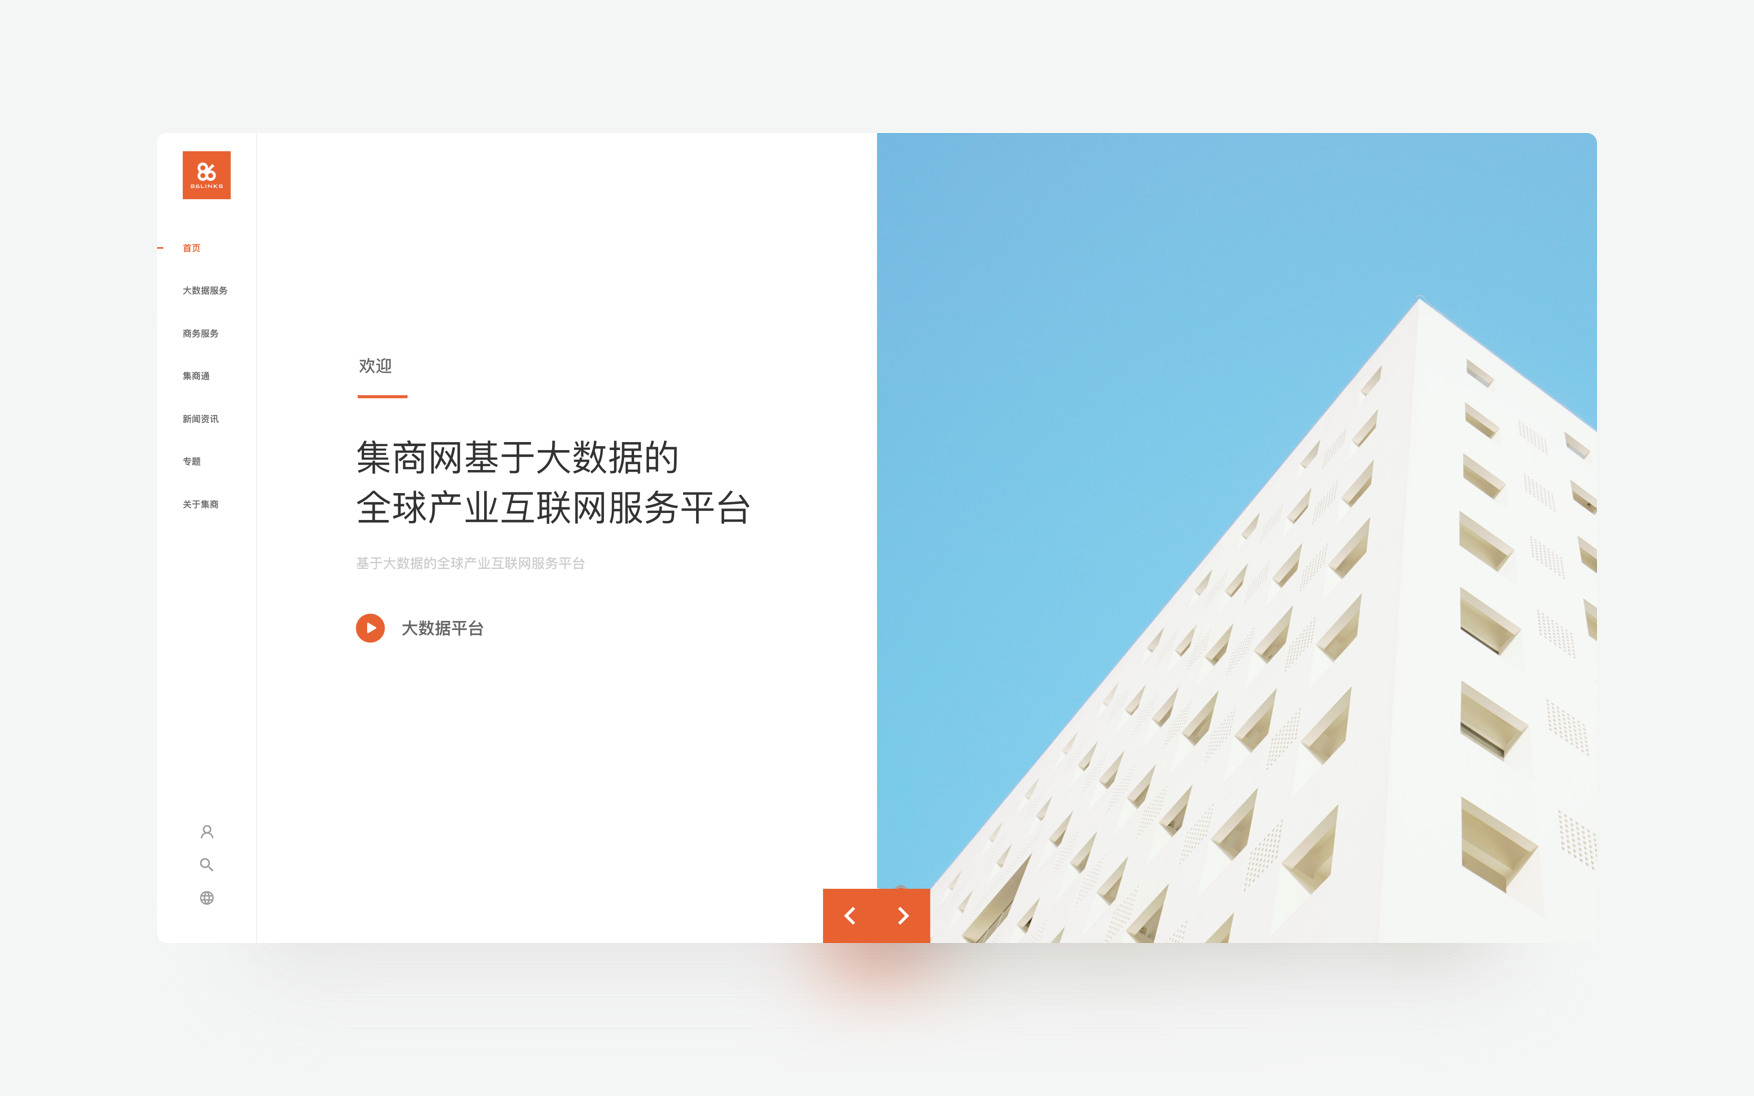 86LINKS
首页
大数据服务
商务服务
集商通
新闻资讯
专题
关于集商
欢迎
集商网基于大数据的
全球产业互联网服务平台
基于大数据的全球产业互联网服务平台
大数据平台